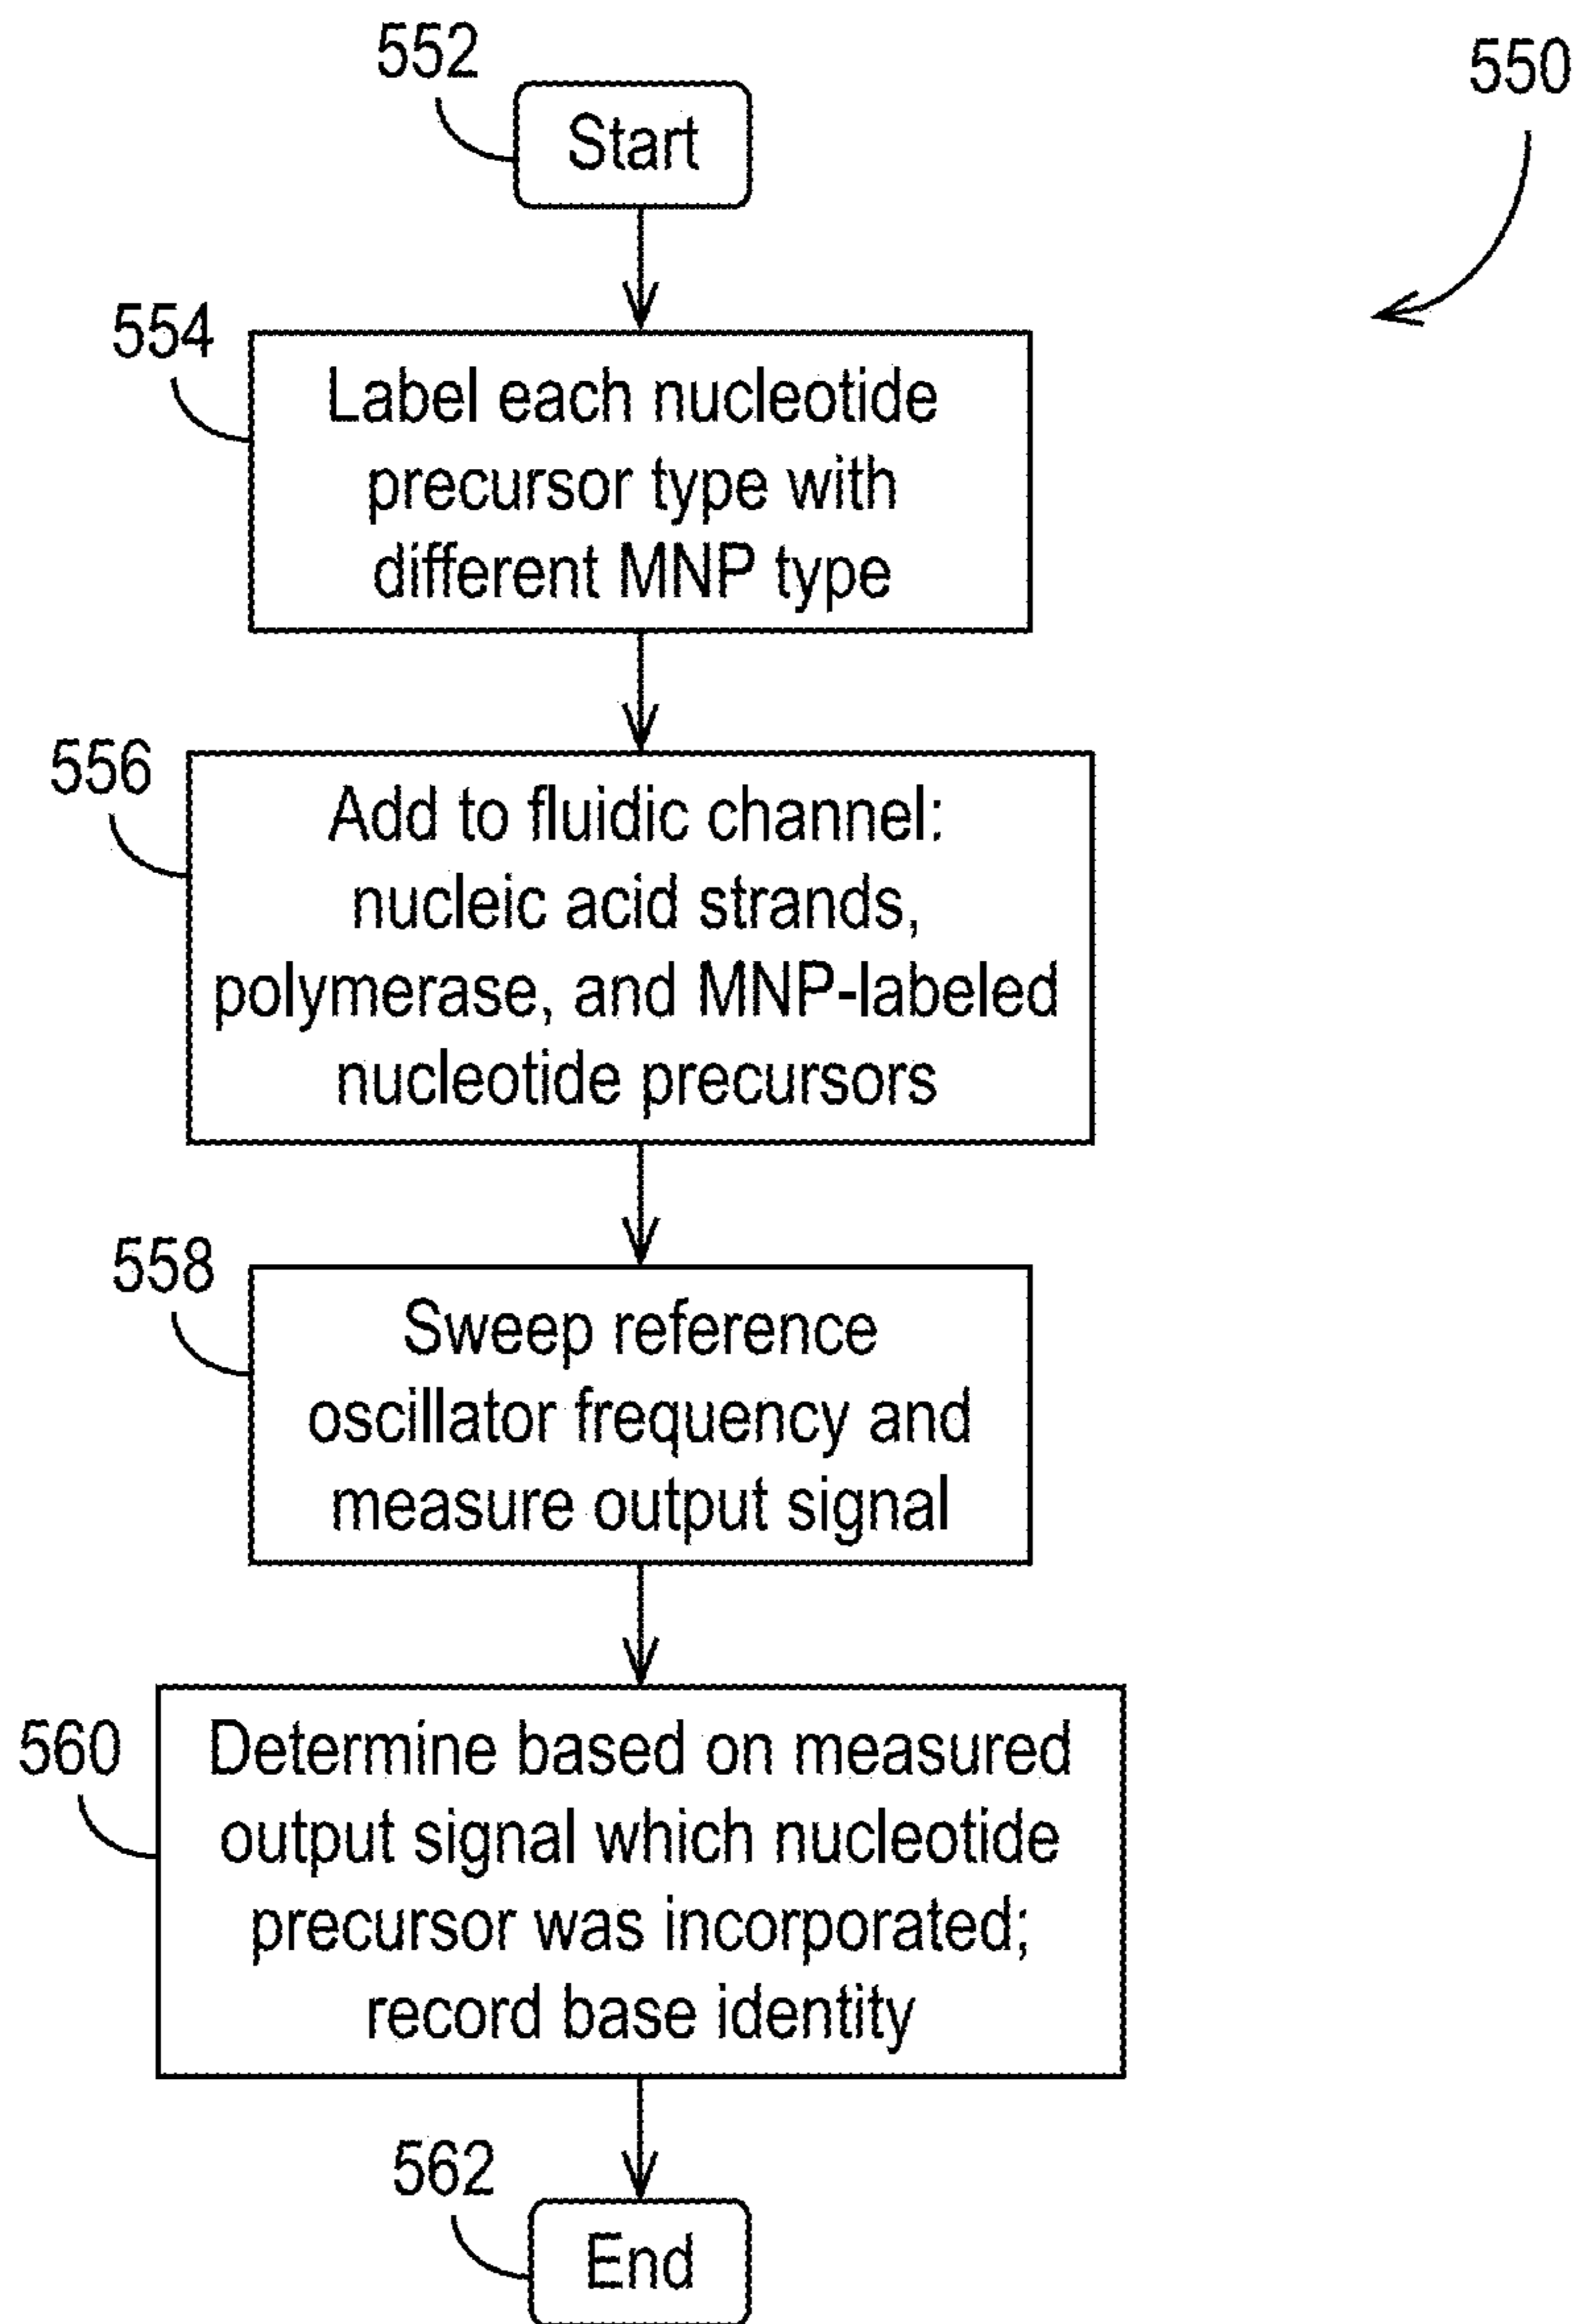 552
550
Start
554
Label each nucleotide
precursor type with
different MNP type
556
Add to fluidic channel:
nucleic acid strands,
polymerase, and MNP-labeled
nucleotide precursors
558
Sweep reference
oscillator frequency and
measure output signal
560
Determine based on measured
output signal which nucleotide
precursor was incorporated;
record base identity
562
End